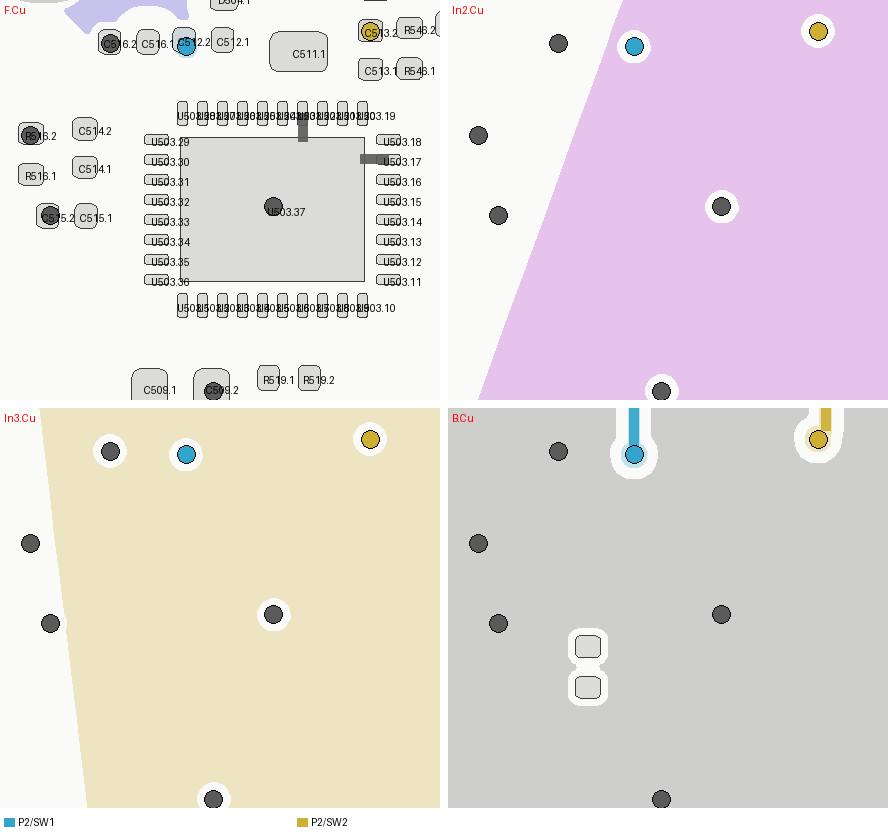 F.Cu
D504.1
C516.2 C516.1 C512.2 C512.1
C511.1
C513.2 R546.2
C513.1 R546.1
U503.19
R516.2 C514.2
U503.29 U503.18
U503.30 U503.17
R516.1 C514.1
U503.31 U503.16
U503.32 U503.15
C515.2 C515.1 U503.37
U503.33 U503.14
U503.34 U503.13
U503.35 U503.12
U503.36 U503.11
U503.10
C509.1 C509.2 R519.1 R519.2
In2.Cu
In3.Cu
B.Cu
P2/SW1
P2/SW2